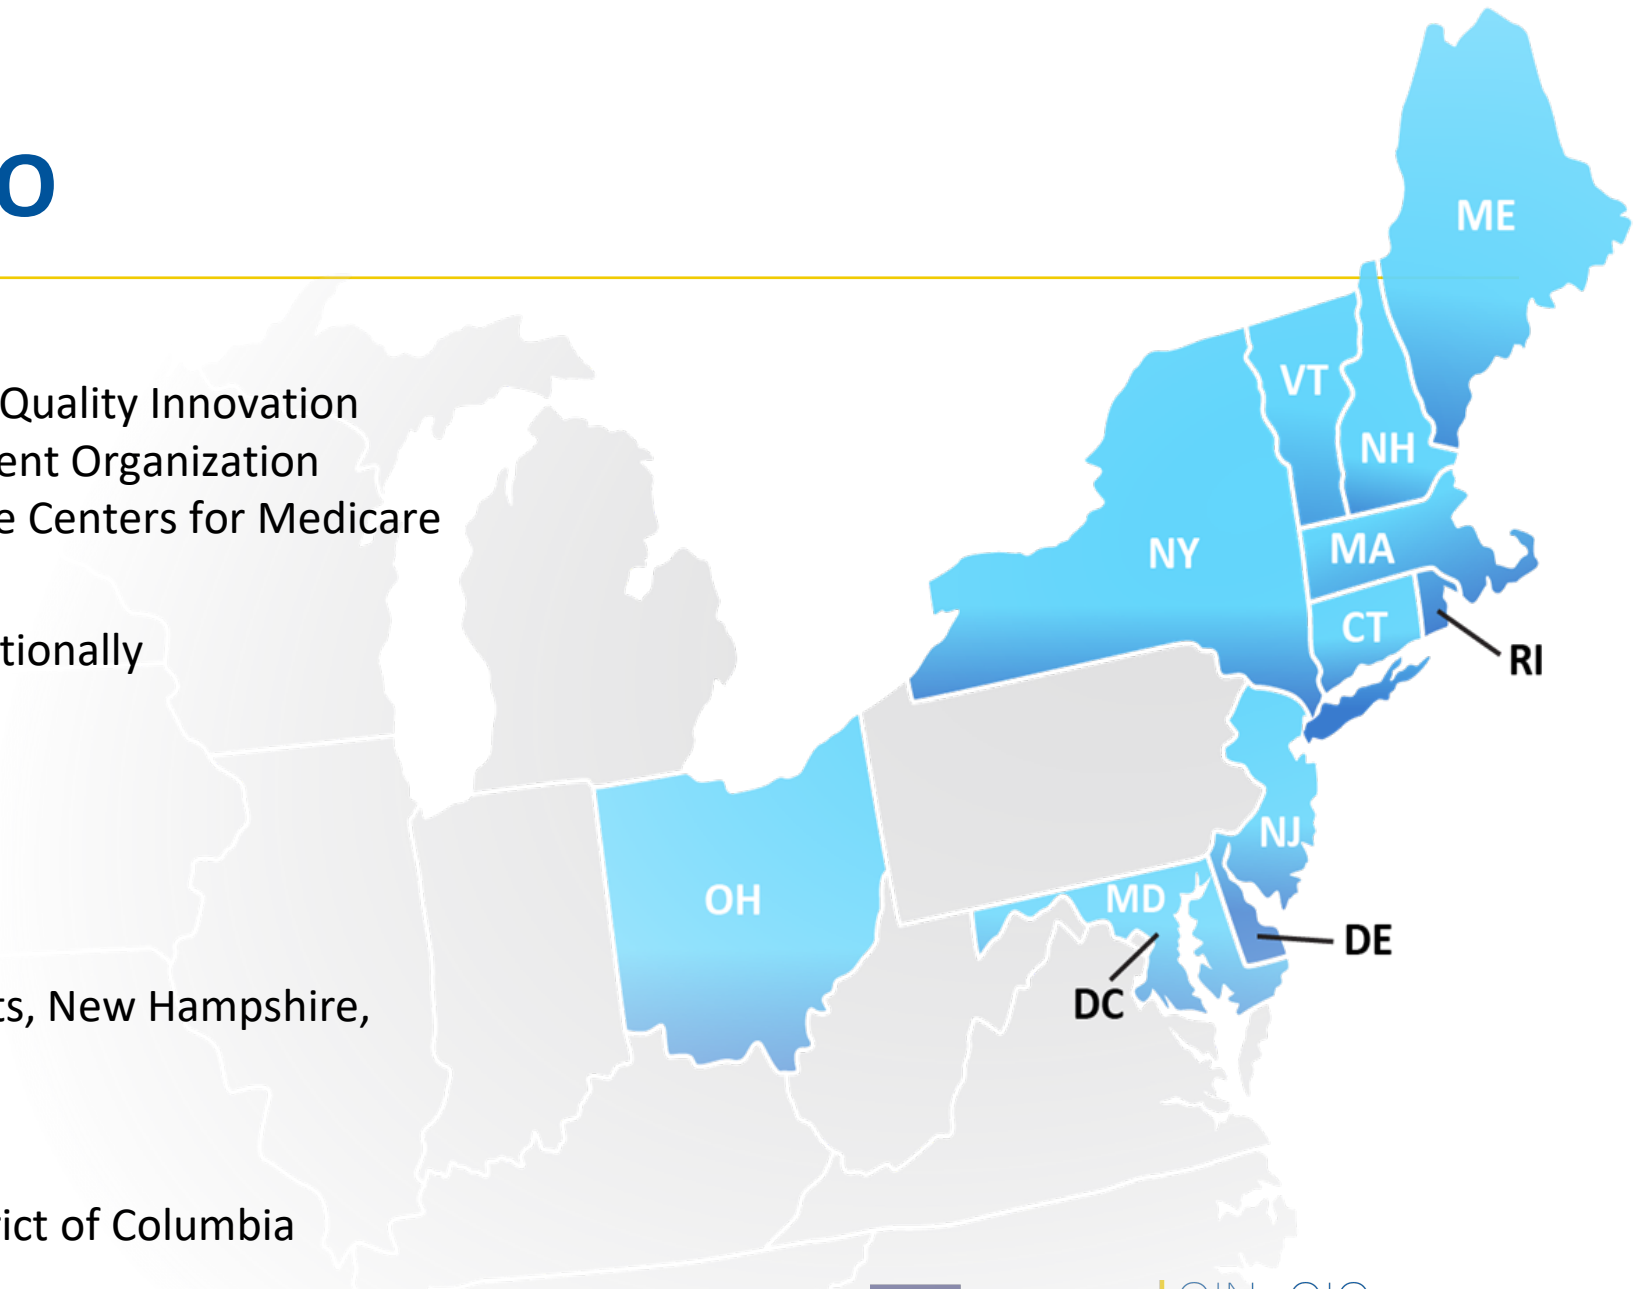 O
Quality Innovation
ent Organization
e Centers for Medicare
tionally
ts, New Hampshire,
ict of Columbia
ME
VT
NH
NY
MA
CT
RI
NJ
OH
MD
DE
DC